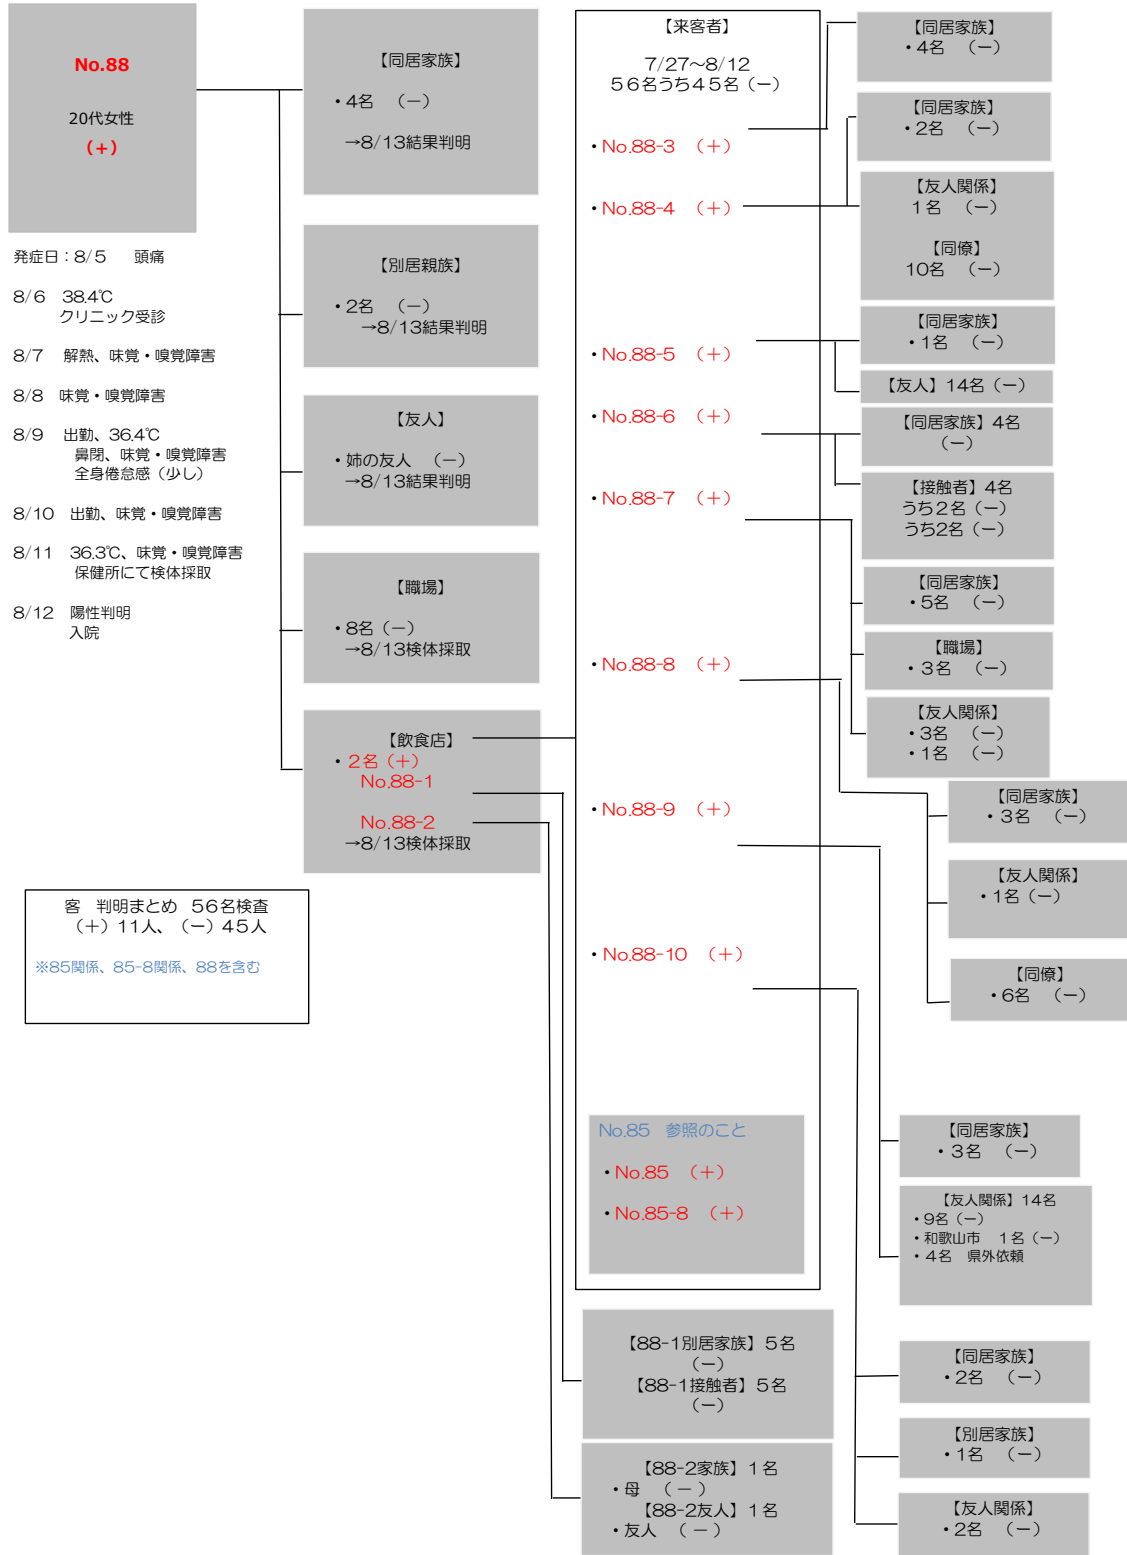 No.88
20代女性
(+)
発症日：8/5　頭痛
8/6　38.4℃
クリニック受診
8/7　解熱、味覚・嗅覚障害
8/8　味覚・嗅覚障害
8/9　出勤、36.4℃
鼻閉、味覚・嗅覚障害
全身倦怠感（少し）
8/10　出勤、味覚・嗅覚障害
8/11　36.3℃、味覚・嗅覚障害
保健所にて検体採取
8/12　陽性判明
入院
客　判明まとめ　56名検査
（＋）11人、（－）45人
※85関係、85-8関係、88を含む
【同居家族】
・4名　（－）
→8/13結果判明
【別居親族】
・2名　（－）
→8/13結果判明
【友人】
・姉の友人　（－）
→8/13結果判明
【職場】
・8名（－）
→8/13検体採取
【飲食店】
・2名（＋）
No.88-1
No.88-2
→8/13検体採取
【来客者】
7/27～8/12
５６名うち４５名（－）
・No.88-3　（＋）
・No.88-4　（＋）
・No.88-5　（＋）
・No.88-6　（＋）
・No.88-7　（＋）
・No.88-8　（＋）
・No.88-9　（＋）
・No.88-10　（＋）
No.85　参照のこと
・No.85　（＋）
・No.85-8　（＋）
【88-1別居家族】５名
（－）
【88-1接触者】５名
（－）
【88-2家族】１名
・母　（－）
【88-2友人】１名
・友人　（－）
【同居家族】
・４名　（－）
【同居家族】
・２名　（－）
【友人関係】
１名　（－）
【同僚】
10名　（－）
【同居家族】
・１名　（－）
【友人】14名（－）
【同居家族】４名
（－）
【接触者】４名
うち２名（－）
うち２名（－）
【同居家族】
・５名　（－）
【職場】
・３名　（－）
【友人関係】
・３名　（－）
・１名　（－）
【同居家族】
・３名　（－）
【友人関係】
・１名（－）
【同僚】
・６名　（－）
【同居家族】
・３名　（－）
【友人関係】14名
・9名（－）
・和歌山市　１名（－）
・４名　県外依頼
【同居家族】
・２名　（－）
【別居家族】
・１名　（－）
【友人関係】
・２名　（－）